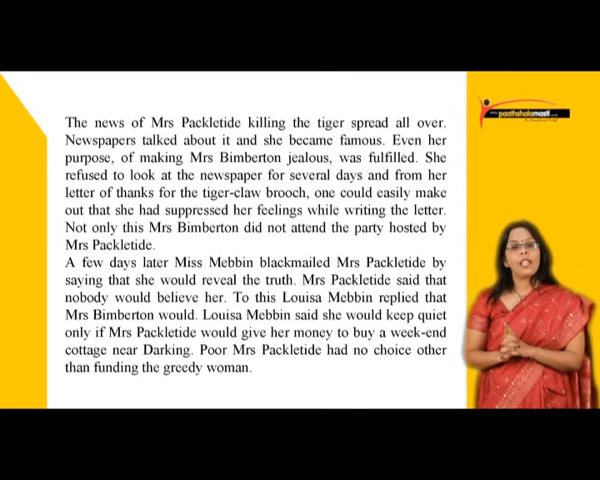 The news of Mrs Packletide killing the tiger spread all over.
Newspapers talked about it and she became famous. Even her
purpose, of making Mrs Bimberton jealous, was fulfilled. She
refused to look at the newspaper for several days and from her
letter of thanks for the tiger-claw brooch, one could easily make
out that she had suppressed her feelings while writing the letter.
Not only this Mrs Bimberton did not attend the party hosted by
Mrs Packletide.
A few days later Miss Mebbin blackmailed Mrs Packletide by
saying that she would reveal the truth. Mrs Packletide said that
nobody would believe her. To this Louisa Mebbin replied that
Mrs Bimberton would. Louisa Mebbin said she would keep quiet
only if Mrs Packletide would give her money to buy a week-end
cottage near Darking. Poor Mrs Packletide had no choice other
than funding the greedy woman.
paathshalamasti